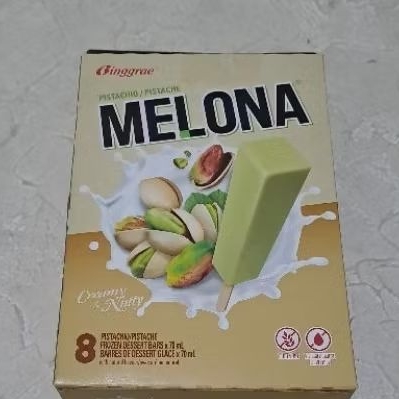 Binggrae
PISTACHIO / PISTACHE
MELONA
Creamy
& Nutty
8
PISTACHIO/PISTACHE
FROZEN DESSERT BARS x 70 mL
BARRES DE DESSERT GLACÉ x 70 mL